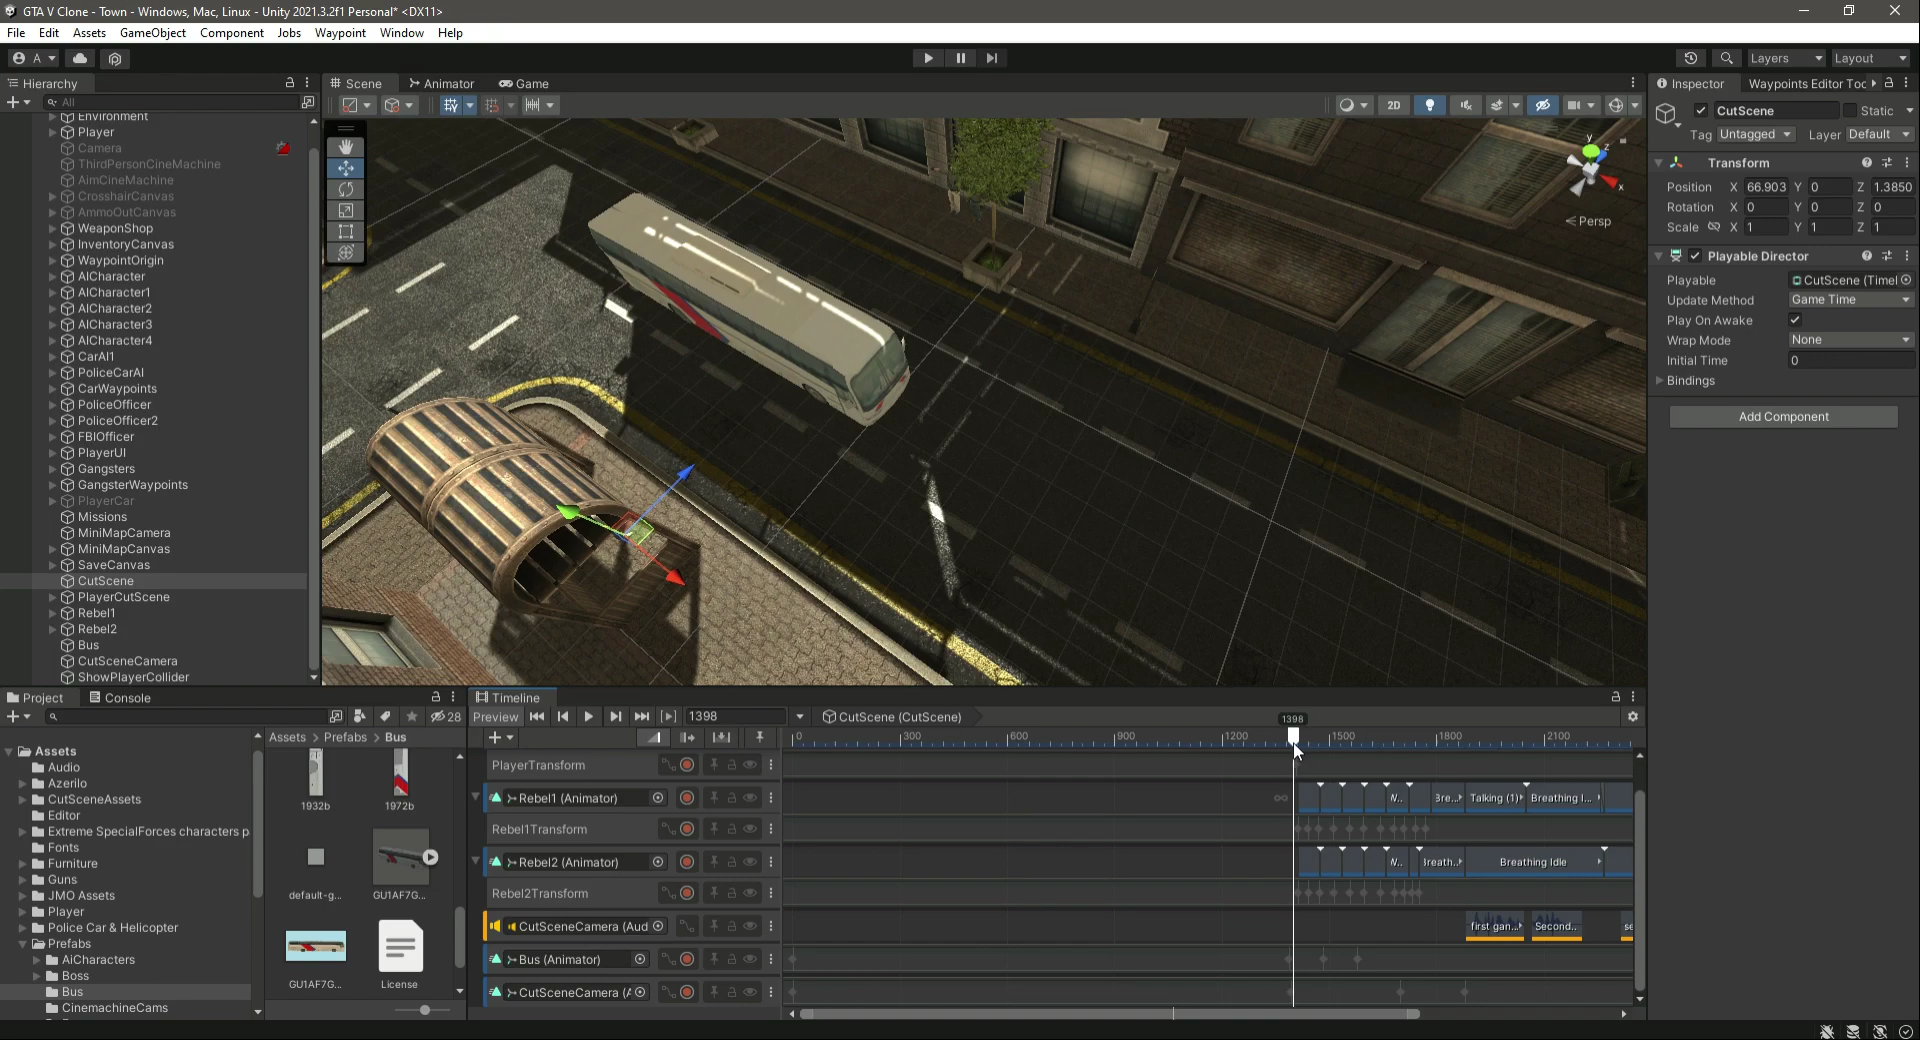 GTA V Clone - Town - Windows, Mac, Linux - Unity 2021.3.2f1 Personal* <DX11>
File Edit Assets GameObject Component Jobs Waypoint Window Help
A Layers Layout
Hierarchy
All
Environment
Player
Camera
ThirdPersonCineMachine
AimCineMachine
CrosshairCanvas
AmmoOutCanvas
WeaponShop
InventoryCanvas
WaypointOrigin
AICharacter
AICharacter1
AICharacter2
AICharacter3
AICharacter4
CarAI1
PoliceCarAI
CarWaypoints
PoliceOfficer
PoliceOfficer2
FBIOfficer
PlayerUI
Gangsters
GangsterWaypoints
PlayerCar
Missions
MiniMapCamera
MiniMapCanvas
SaveCanvas
CutScene
PlayerCutScene
Rebel1
Rebel2
Bus
CutSceneCamera
ShowPlayerCollider
Scene Animator Game
2D
y
z
x
Persp
Inspector Waypoints Editor Too
CutScene Static
Tag Untagged Layer Default
Transform
Position X 66.903 Y 0 Z 1.3850
Rotation X 0 Y 0 Z 0
Scale X 1 Y 1 Z 1
Playable Director
Playable CutScene (Timel
Update Method Game Time
Play On Awake
Wrap Mode None
Initial Time 0
Bindings
Add Component
Project Console
28
Assets
Audio
Azerilo
CutSceneAssets
Editor
Extreme SpecialForces characters p
Fonts
Furniture
Guns
JMO Assets
Player
Police Car & Helicopter
Prefabs
AiCharacters
Boss
Bus
CinemachineCams
Assets Prefabs Bus
1932b 1972b
default-g... GU1AF7G...
GU1AF7G... License
Timeline
Preview 1398 CutScene (CutScene)
1398
0 300 600 900 1200 1500 1800 2100
PlayerTransform
Rebel1 (Animator) W.. 3re... Talking (1) Breathing I...
Rebel1Transform
Rebel2 (Animator) W.. 3reath.. Breathing Idle
Rebel2Transform
CutSceneCamera (Aud first gan... Second.. se
Bus (Animator)
CutSceneCamera (A